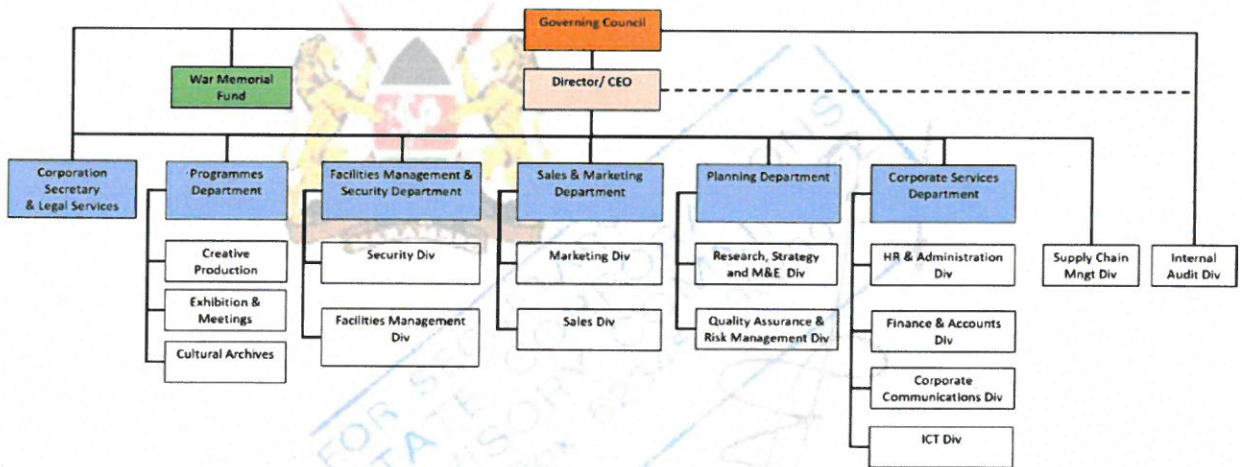 Governing Council
War Memorial
Fund
Director/ CEO
Corporation
Secretary
& Legal Services
Programmes
Department
Facilities Management &
Security Department
Sales & Marketing
Department
Planning Department
Corporate Services
Department
Creative
Production
Exhibition &
Meetings
Cultural Archives
Security Div
Facilities Management
Div
Marketing Div
Sales Div
Research, Strategy
and M&E Div
Quality Assurance &
Risk Management Div
HR & Administration
Div
Finance & Accounts
Div
Corporate
Communications Div
ICT Div
Supply Chain
Mngt Div
Internal
Audit Div
FOR
STATE CORPORATIONS